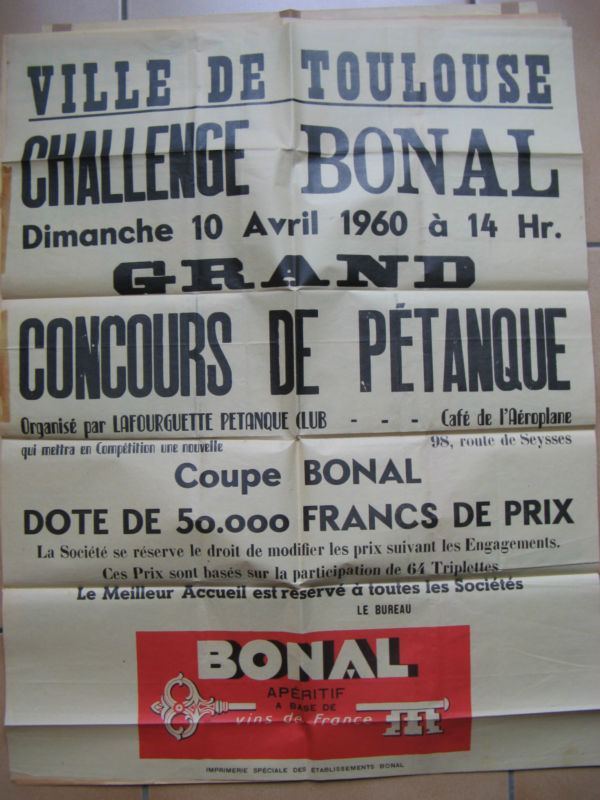 VILLE DE TOULOUSE
CHALLENGE BONAL
Dimanche 10 Avril 1960 à 14 Hr.
GRAND
CONCOURS DE PÉTANQUE
Organisé par LAFOURGUETTE PETANQUE CLUB - - - Café de l'Aéroplane
qui mettra en Compétition une nouvelle 98, route de Seysses
Coupe BONAL
DOTE DE 50.000 FRANCS DE PRIX
La Société se réserve le droit de modifier les prix suivant les Engagements.
Ces Prix sont basés sur la participation de 64 Triplettes
Le Meilleur Accueil est réservé à toutes les Sociétés
LE BUREAU
BONAL
APÉRITIF
A BASE DE
vins de France
IMPRIMERIE SPÉCIALE DES ÉTABLISSEMENTS BONAL